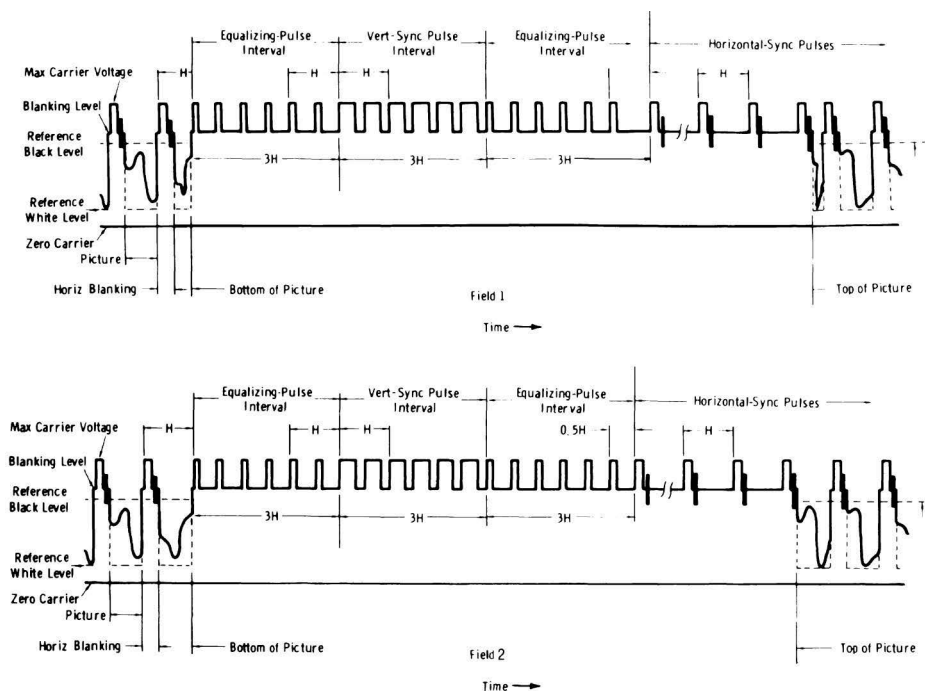 Equalizing-Pulse
Interval
Vert-Sync Pulse
Interval
Equalizing-Pulse
Interval
Horizontal-Sync Pulses
Max Carrier Voltage
H
H
H
H
Blanking Level
Reference
Black Level
3H
3H
3H
Reference
White Level
Zero Carrier
Picture
Horiz Blanking
Bottom of Picture
Field 1
Top of Picture
Time
Equalizing-Pulse
Interval
Vert-Sync Pulse
Interval
Equalizing-Pulse
Interval
Horizontal-Sync Pulses
Max Carrier Voltage
H
H
H
0.5H
H
Blanking Level
Reference
Black Level
3H
3H
3H
Reference
White Level
Zero Carrier
Picture
Horiz Blanking
Bottom of Picture
Field 2
Top of Picture
Time